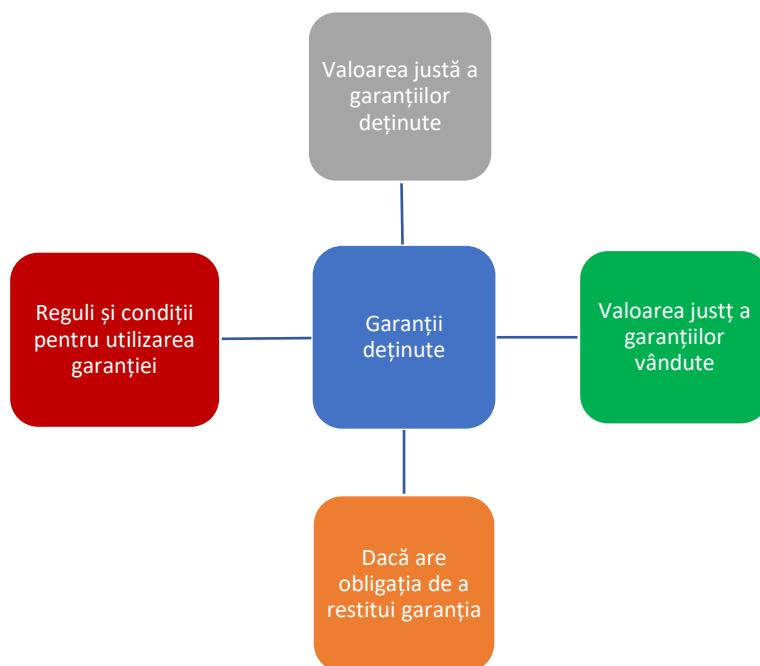 Valoarea justă a
garanțiilor
deținute
Reguli și condiții
pentru utilizarea
garanției
Garanții
deținute
Valoarea justț a
garanțiilor
vândute
Dacă are
obligația de a
restitui garanția